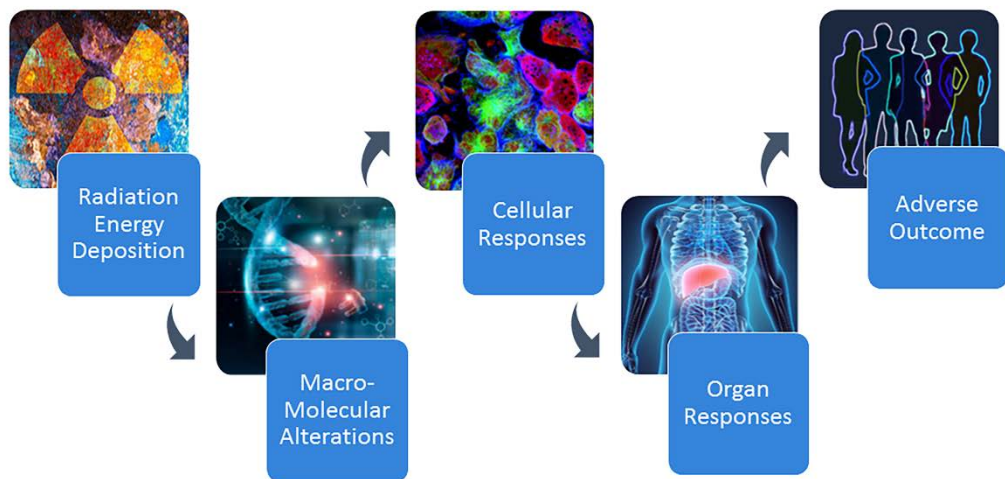 Radiation
Energy
Deposition
Macro-
Molecular
Alterations
Cellular
Responses
Organ
Responses
Adverse
Outcome